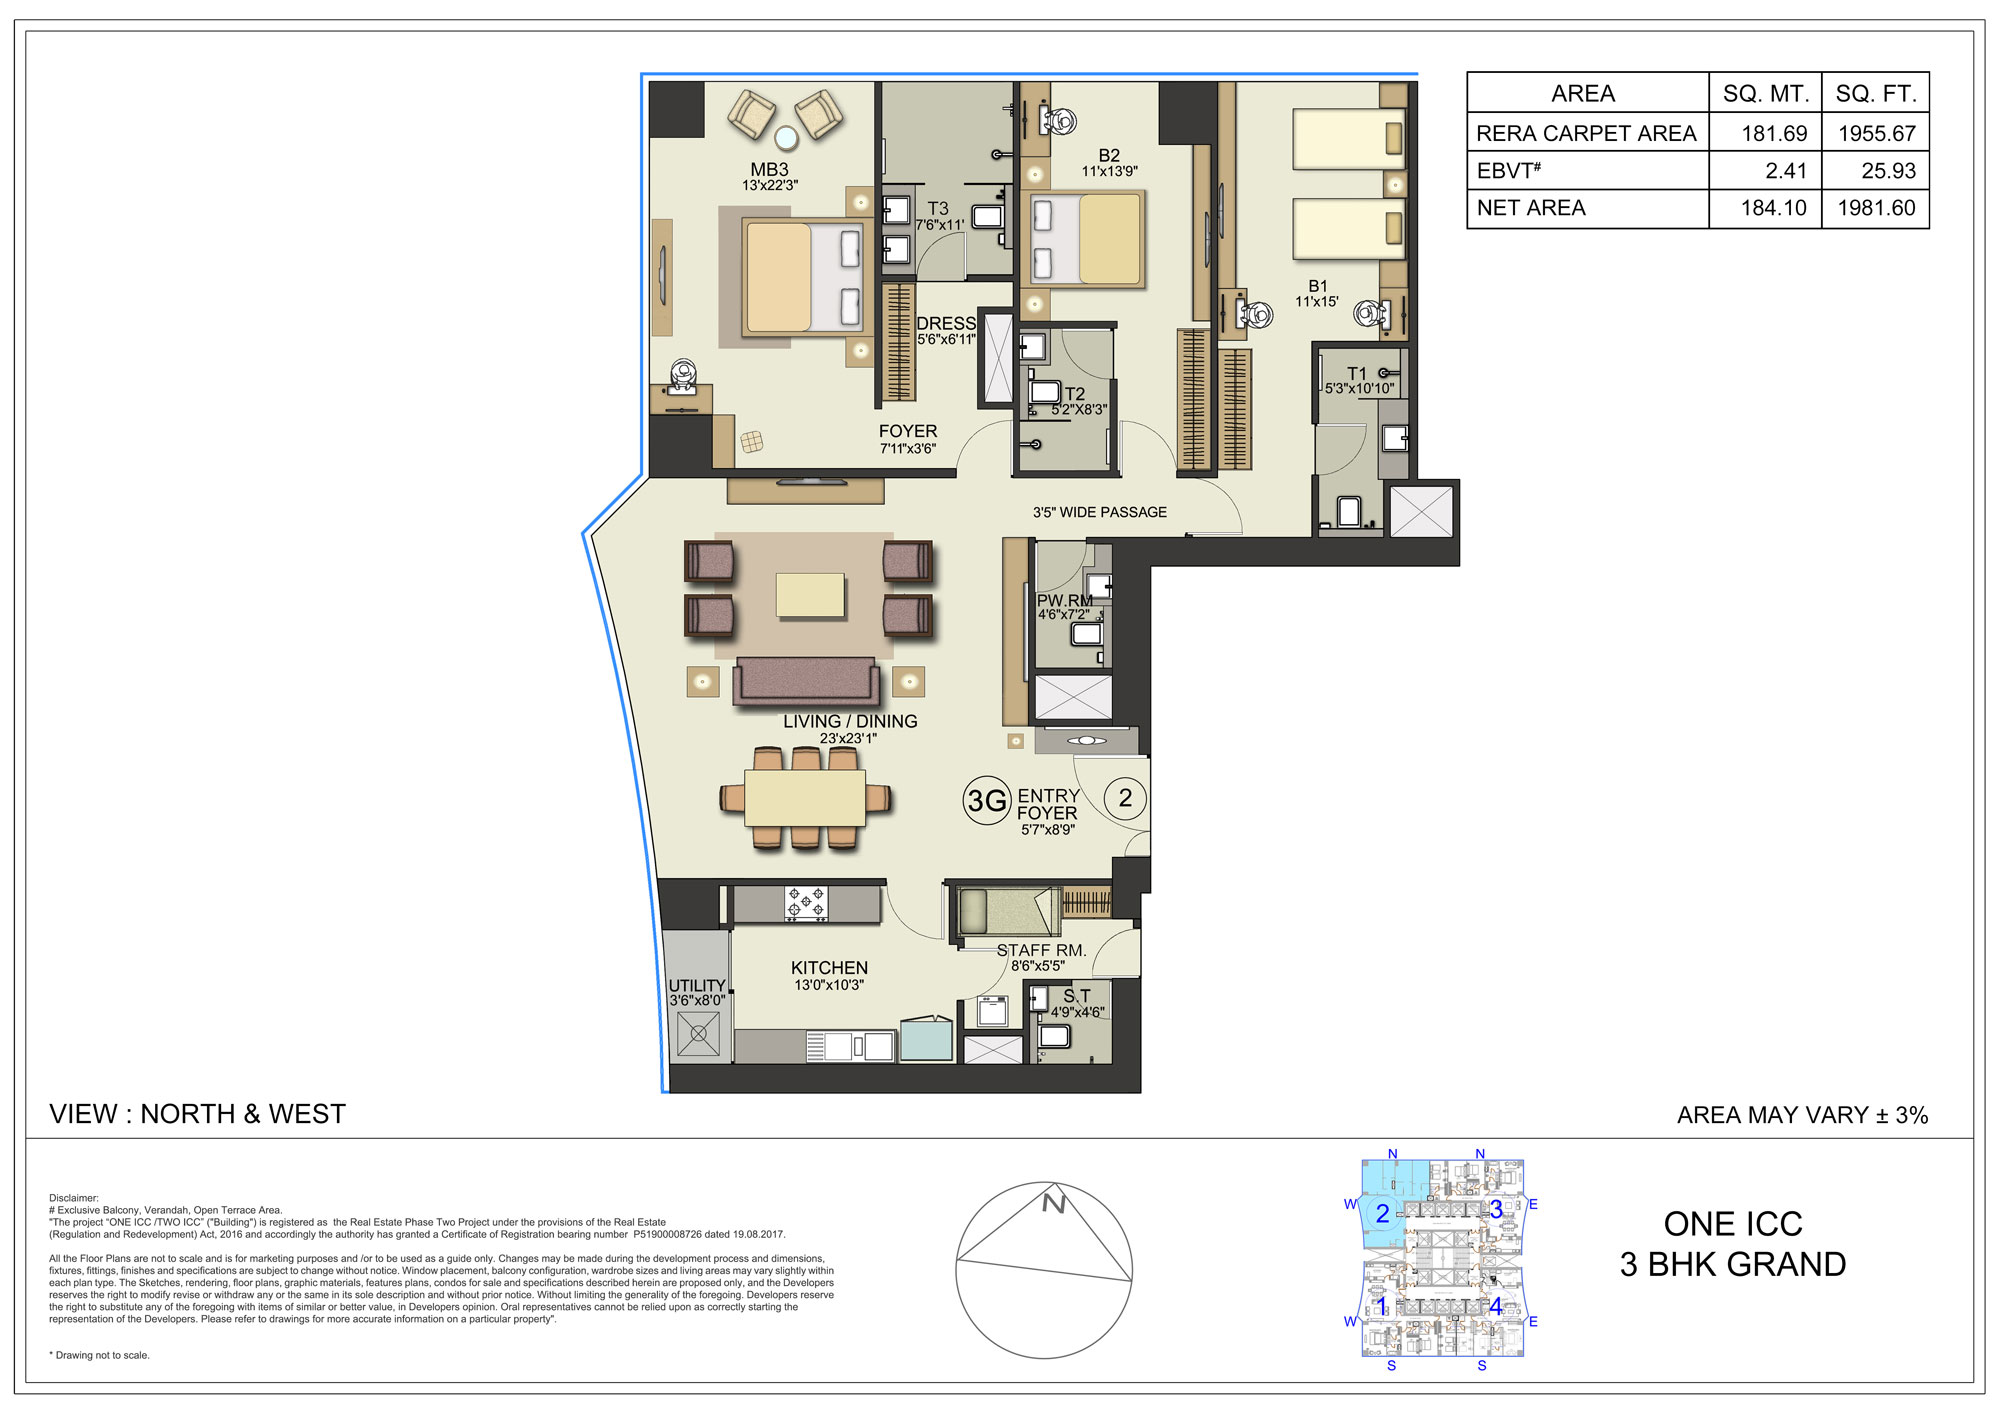 AREA SQ. MT. SQ. FT.
RERA CARPET AREA 181.69 1955.67
EBVT# 2.41 25.93
NET AREA 184.10 1981.60
MB3
13'x22'3"
T3
7'6"x11'
B2
11'x13'9"
B1
11'x15'
DRESS
5'6"x6'11"
T2
5'2"X8'3"
T1
5'3"x10'10"
FOYER
7'11"x3'6"
3'5" WIDE PASSAGE
PW.RM
4'6"x7'2"
LIVING / DINING
23'x23'1"
3G
ENTRY
FOYER
5'7"x8'9"
2
STAFF RM.
8'6"x5'5"
KITCHEN
13'0"x10'3"
UTILITY
3'6"x8'0"
S.T
4'9"x4'6"
VIEW : NORTH & WEST
AREA MAY VARY ± 3%
Disclaimer:
# Exclusive Balcony, Verandah, Open Terrace Area.
"The project "ONE ICC /TWO ICC" ("Building") is registered as the Real Estate Phase Two Project under the provisions of the Real Estate
(Regulation and Redevelopment) Act, 2016 and accordingly the authority has granted a Certificate of Registration bearing number P51900008726 dated 19.08.2017.
All the Floor Plans are not to scale and is for marketing purposes and /or to be used as a guide only. Changes may be made during the development process and dimensions,
fixtures, fittings, finishes and specifications are subject to change without notice. Window placement, balcony configuration, wardrobe sizes and living areas may vary slightly within
each plan type. The Sketches, rendering, floor plans, graphic materials, features plans, condos for sale and specifications described herein are proposed only, and the Developers
reserves the right to modify revise or withdraw any or the same in its sole description and without prior notice. Without limiting the generality of the foregoing. Developers reserve
the right to substitute any of the foregoing with items of similar or better value, in Developers opinion. Oral representatives cannot be relied upon as correctly starting the
representation of the Developers. Please refer to drawings for more accurate information on a particular property".
* Drawing not to scale.
N
N N
W 2 3 E
1 4
W E
S S
ONE ICC
3 BHK GRAND